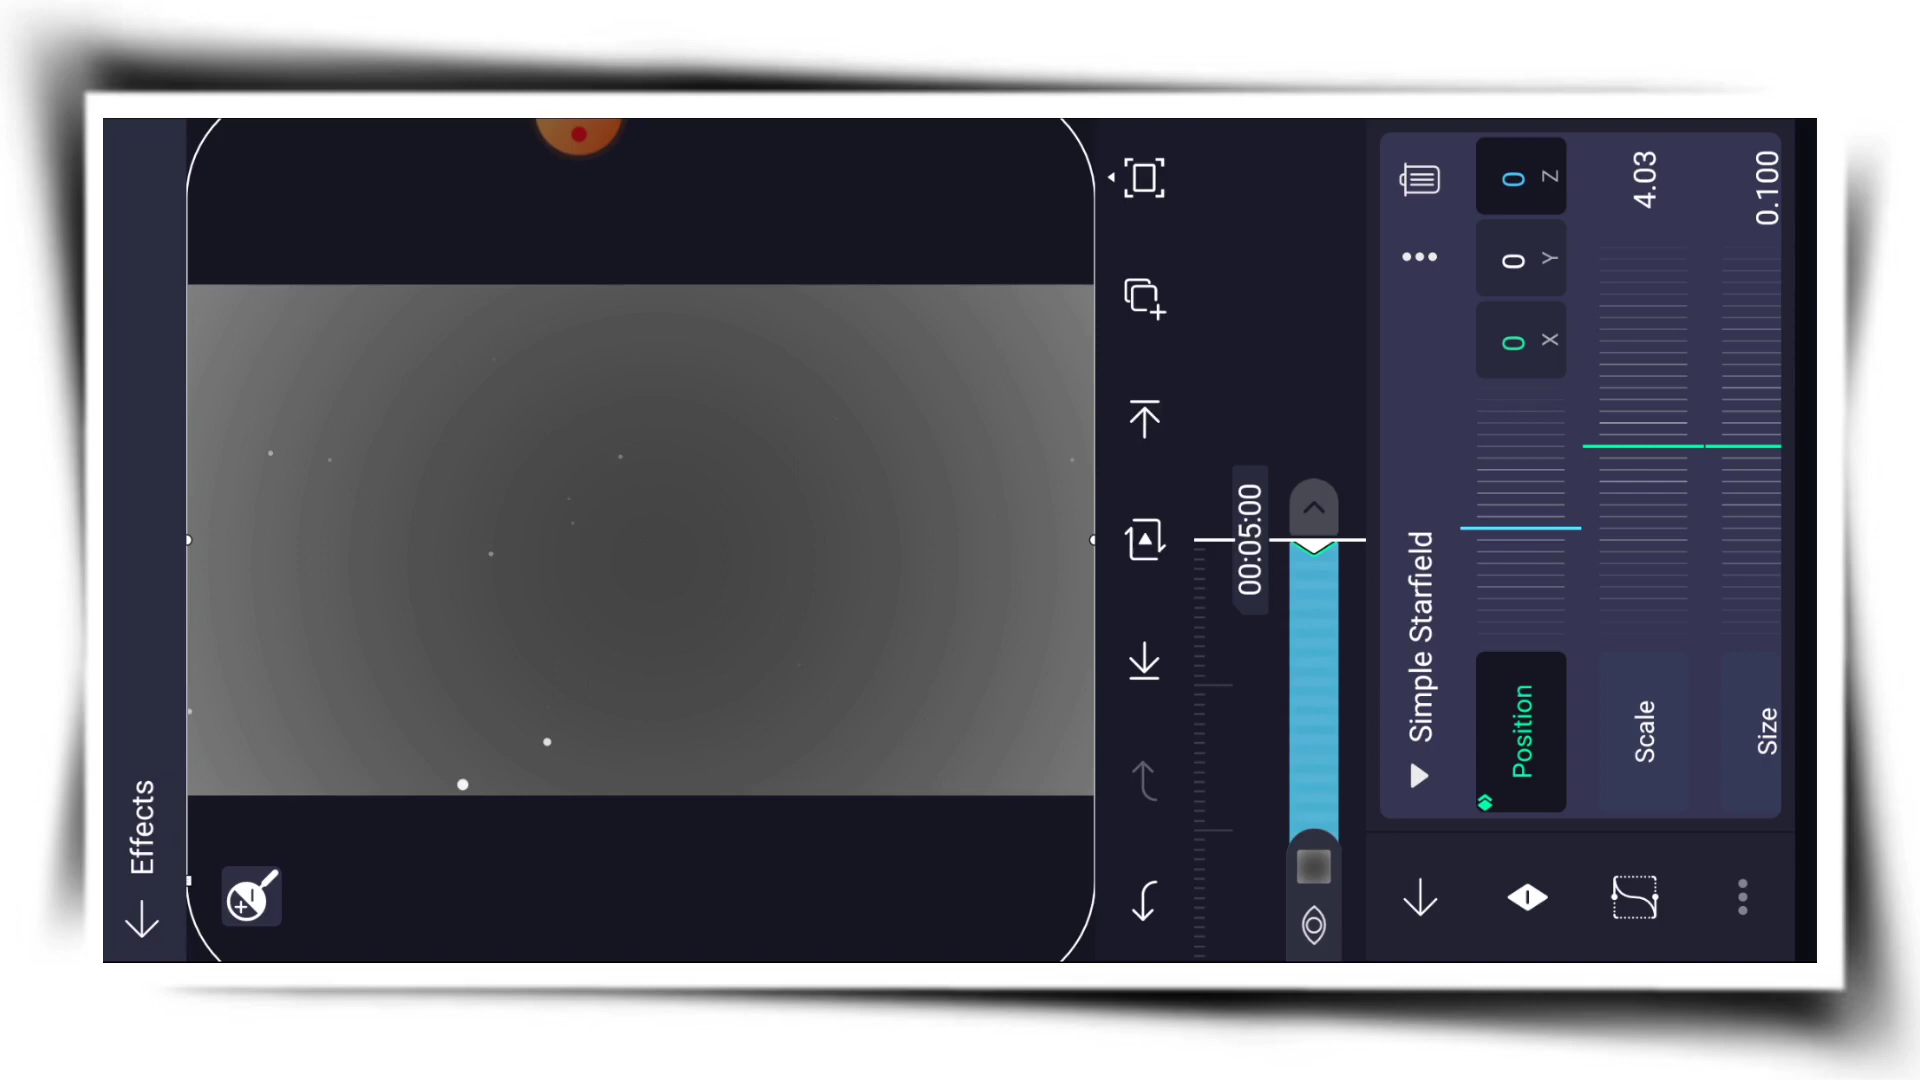 Effects
00:05:00
Simple Starfield
Position
0
X
0
Y
0
Z
Scale
4.03
Size
0.100